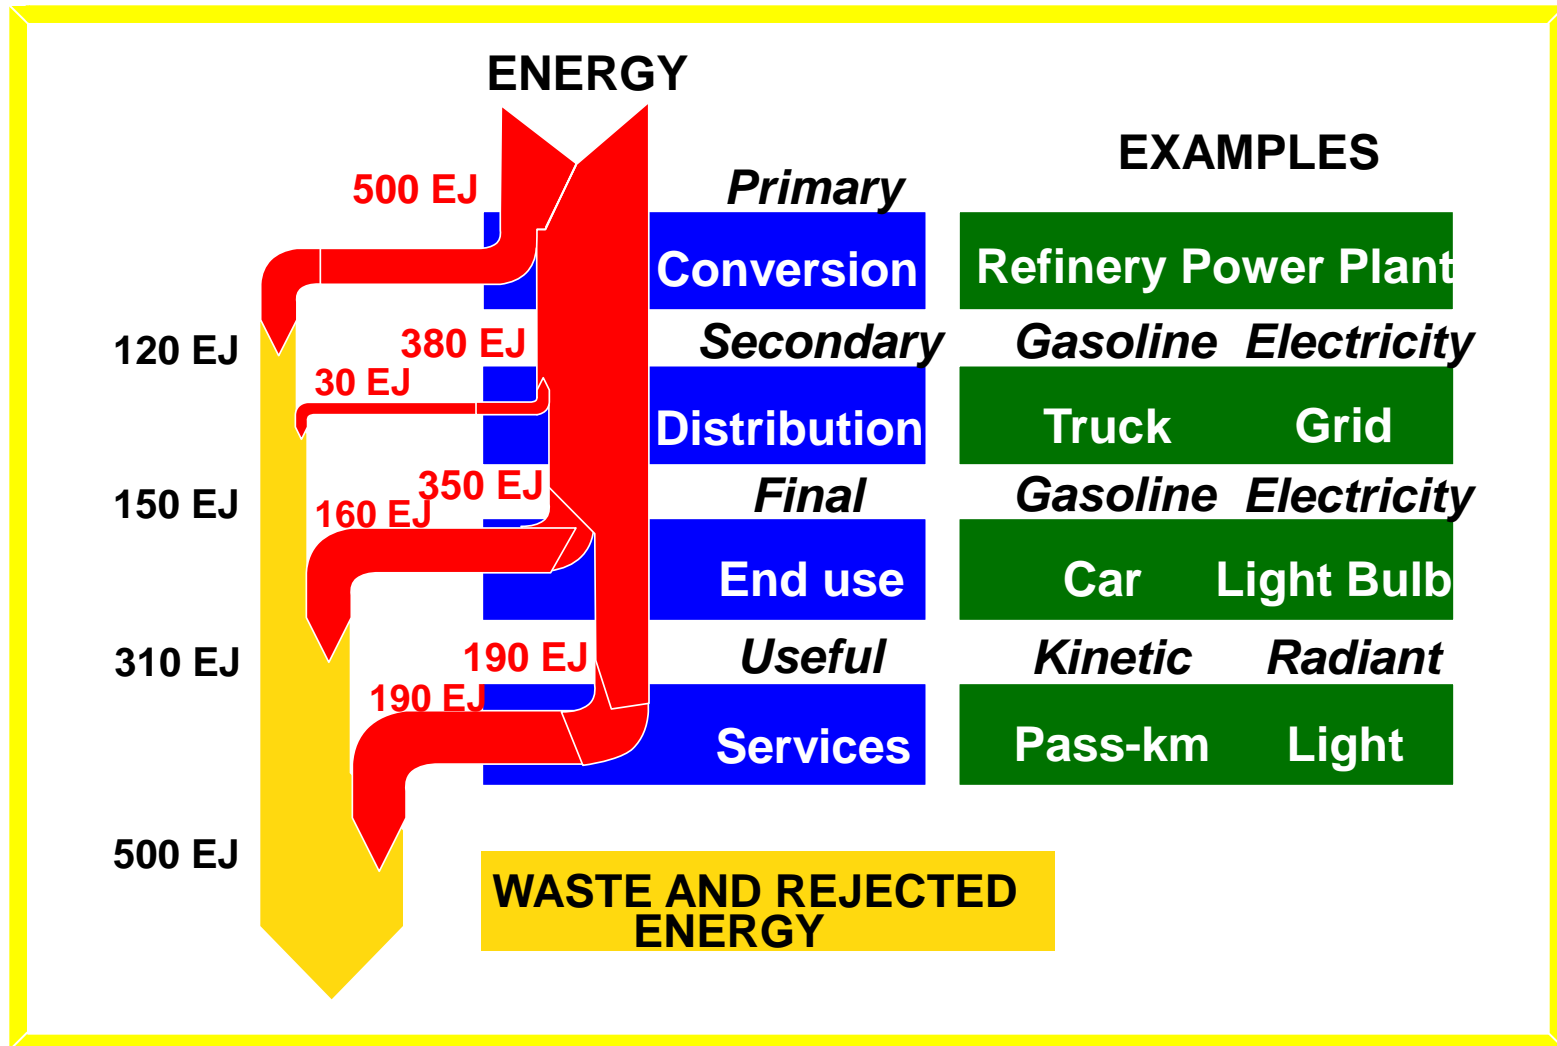 ENERGY
EXAMPLES
500 EJ Primary
Conversion Refinery Power Plant
120 EJ 380 EJ Secondary Gasoline Electricity
30 EJ
Distribution Truck Grid
150 EJ 350 EJ Final Gasoline Electricity
160 EJ
End use Car Light Bulb
310 EJ 190 EJ Useful Kinetic Radiant
190 EJ
Services Pass-km Light
500 EJ
WASTE AND REJECTED
ENERGY